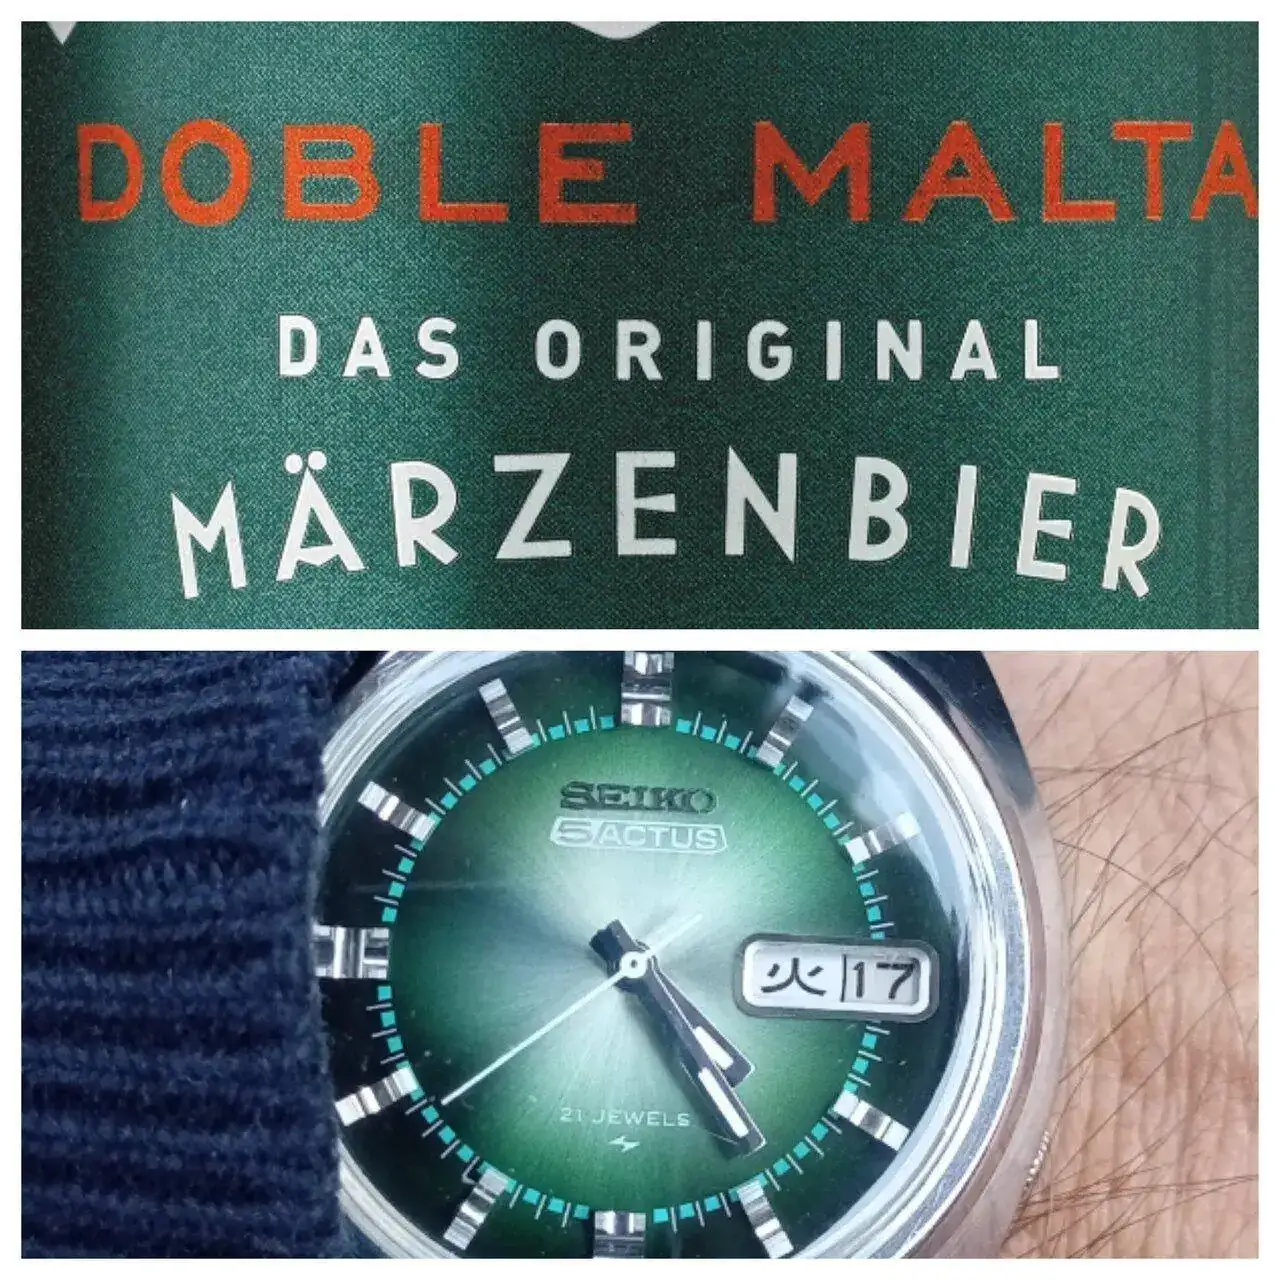 DOBLE MALTA
DAS ORIGINAL
MÄRZENBIER
SEIKO
5 ACTUS
火 17
21 JEWELS